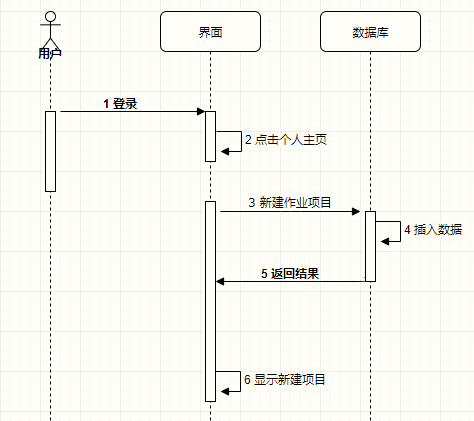 界面
数据库
用户
1 登录
2 点击个人主页
3 新建作业项目
4 插入数据
5 返回结果
6 显示新建项目